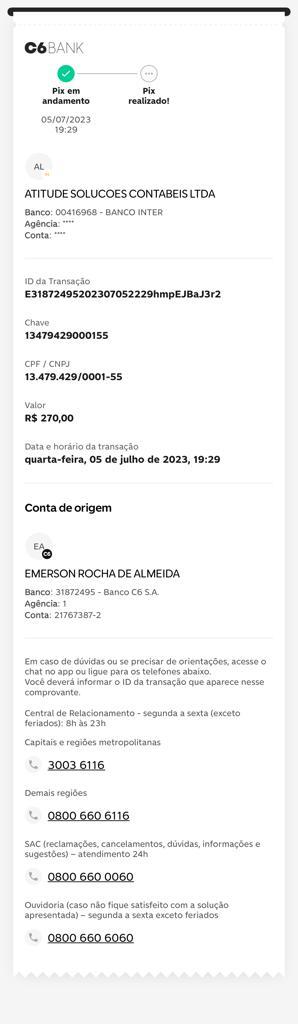 C6BANK
Pix em
andamento
Pix
realizado!
05/07/2023
19:29
AL
ATITUDE SOLUCOES CONTABEIS LTDA
Banco: 00416968 - BANCO INTER
Agência: ****
Conta: ****
ID da Transação
E31872495202307052229hmpEJBaJ3r2
Chave
13479429000155
CPF / CNPJ
13.479.429/0001-55
Valor
R$ 270,00
Data e horário da transação
quarta-feira, 05 de julho de 2023, 19:29
Conta de origem
EA
C6
EMERSON ROCHA DE ALMEIDA
Banco: 31872495 - Banco C6 S.A.
Agência: 1
Conta: 21767387-2
Em caso de dúvidas ou se precisar de orientações, acesse o
chat no app ou ligue para os telefones abaixo.
Você deverá informar o ID da transação que aparece nesse
comprovante.
Central de Relacionamento - segunda a sexta (exceto
feriados): 8h às 23h
Capitais e regiões metropolitanas
3003 6116
Demais regiões
0800 660 6116
SAC (reclamações, cancelamentos, dúvidas, informações e
sugestões) – atendimento 24h
0800 660 0060
Ouvidoria (caso não fique satisfeito com a solução
apresentada) – segunda a sexta exceto feriados
0800 660 6060